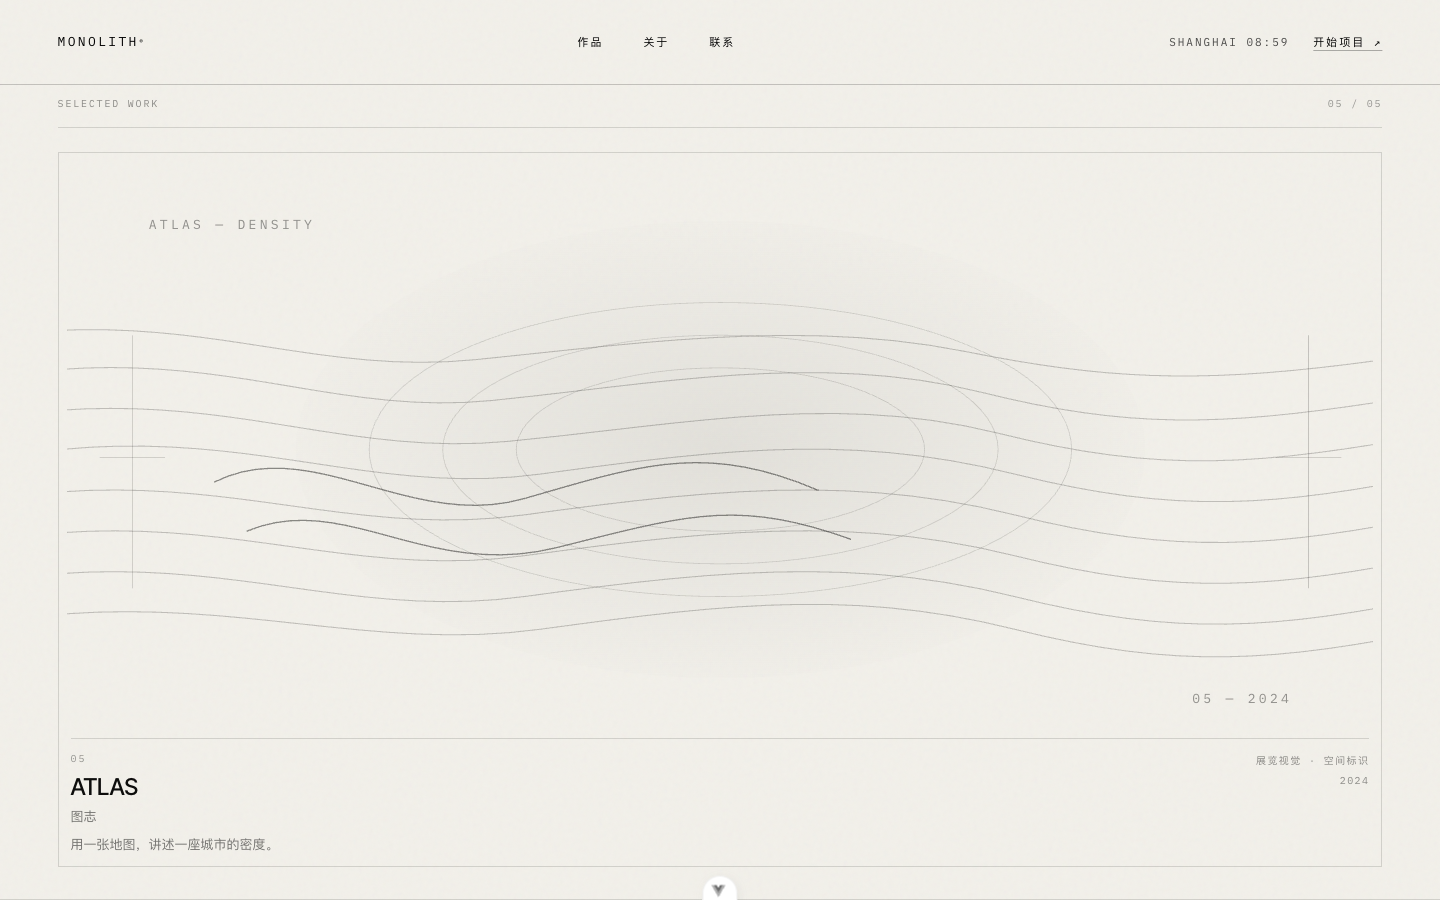 MONOLITH®
作品
关于
联系
SHANGHAI 08:59
开始项目 ↗
SELECTED WORK
05 / 05
ATLAS — DENSITY
05 — 2024
05
ATLAS
图志
用一张地图，讲述一座城市的密度。
展览视觉 · 空间标识
2024